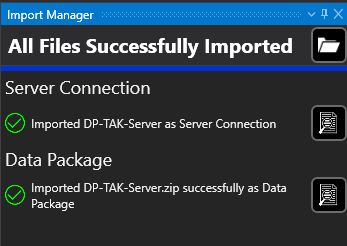 Import Manager
All Files Successfully Imported
Server Connection
Imported DP-TAK-Server as Server Connection
Data Package
Imported DP-TAK-Server.zip successfully as Data
Package